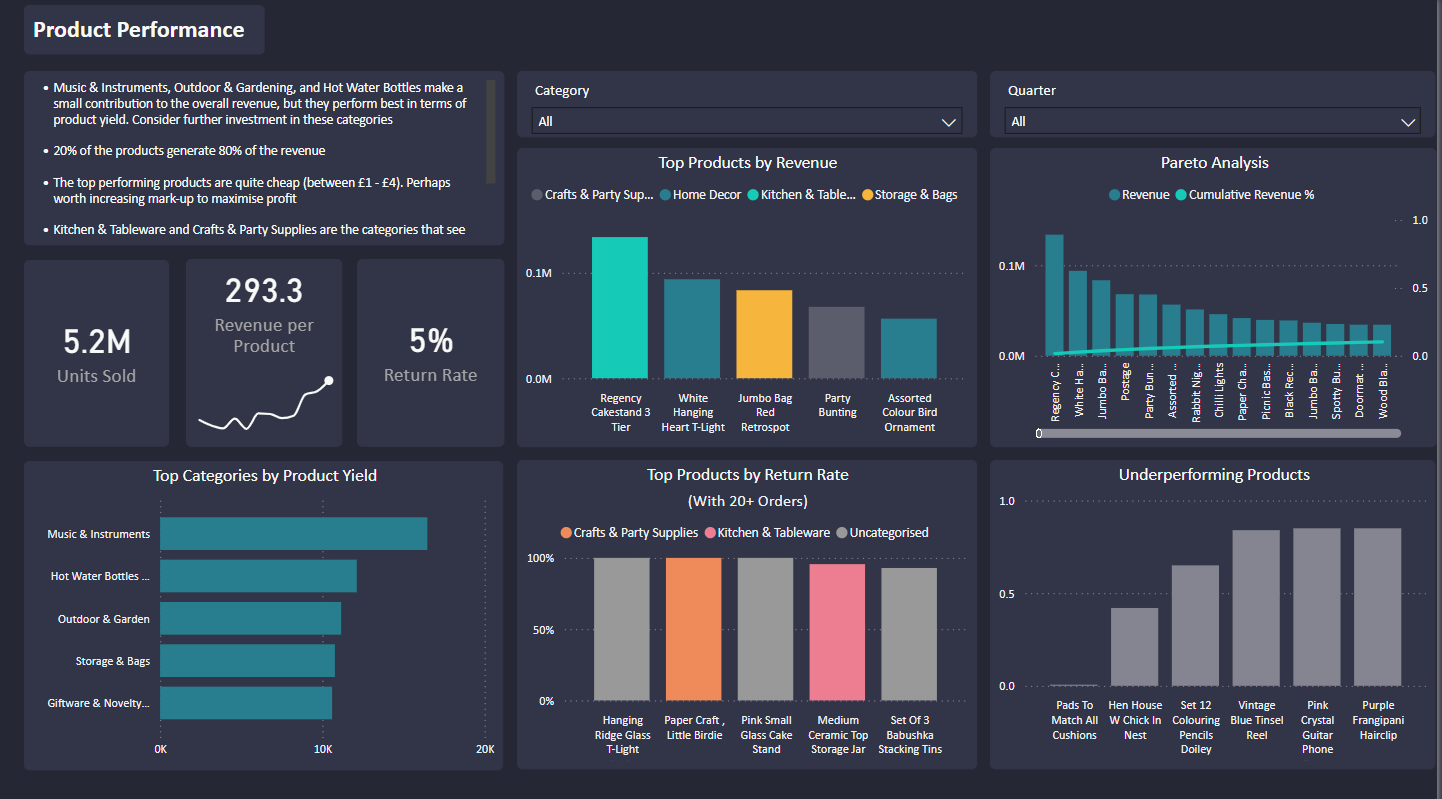 Product Performance
• Music & Instruments, Outdoor & Gardening, and Hot Water Bottles make a
small contribution to the overall revenue, but they perform best in terms of
product yield. Consider further investment in these categories
• 20% of the products generate 80% of the revenue
• The top performing products are quite cheap (between £1 - £4). Perhaps
worth increasing mark-up to maximise profit
• Kitchen & Tableware and Crafts & Party Supplies are the categories that see
Category
All
Quarter
All
5.2M
Units Sold
293.3
Revenue per
Product
5%
Return Rate
Top Products by Revenue
Crafts & Party Sup... Home Decor Kitchen & Table... Storage & Bags
0.1M
0.0M
Regency
Cakestand 3
Tier
White
Hanging
Heart T-Light
Jumbo Bag
Red
Retrospot
Party
Bunting
Assorted
Colour Bird
Ornament
Pareto Analysis
Revenue Cumulative Revenue %
0.1M
0.0M
1.0
0.5
0.0
Regency C...
White Ha...
Jumbo Ba...
Postage
Party Bun...
Assorted ...
Rabbit Nig...
Chilli Lights
Paper Cha...
Picnic Bas...
Black Rec...
Jumbo Ba...
Spotty Bu...
Doormat ...
Wood Bla...
Top Categories by Product Yield
Music & Instruments
Hot Water Bottles ...
Outdoor & Garden
Storage & Bags
Giftware & Novelty...
0K
10K
20K
Top Products by Return Rate
(With 20+ Orders)
Crafts & Party Supplies Kitchen & Tableware Uncategorised
100%
50%
0%
Hanging
Ridge Glass
T-Light
Paper Craft ,
Little Birdie
Pink Small
Glass Cake
Stand
Medium
Ceramic Top
Storage Jar
Set Of 3
Babushka
Stacking Tins
Underperforming Products
1.0
0.5
0.0
Pads To
Match All
Cushions
Hen House
W Chick In
Nest
Set 12
Colouring
Pencils
Doiley
Vintage
Blue Tinsel
Reel
Pink
Crystal
Guitar
Phone
Purple
Frangipani
Hairclip